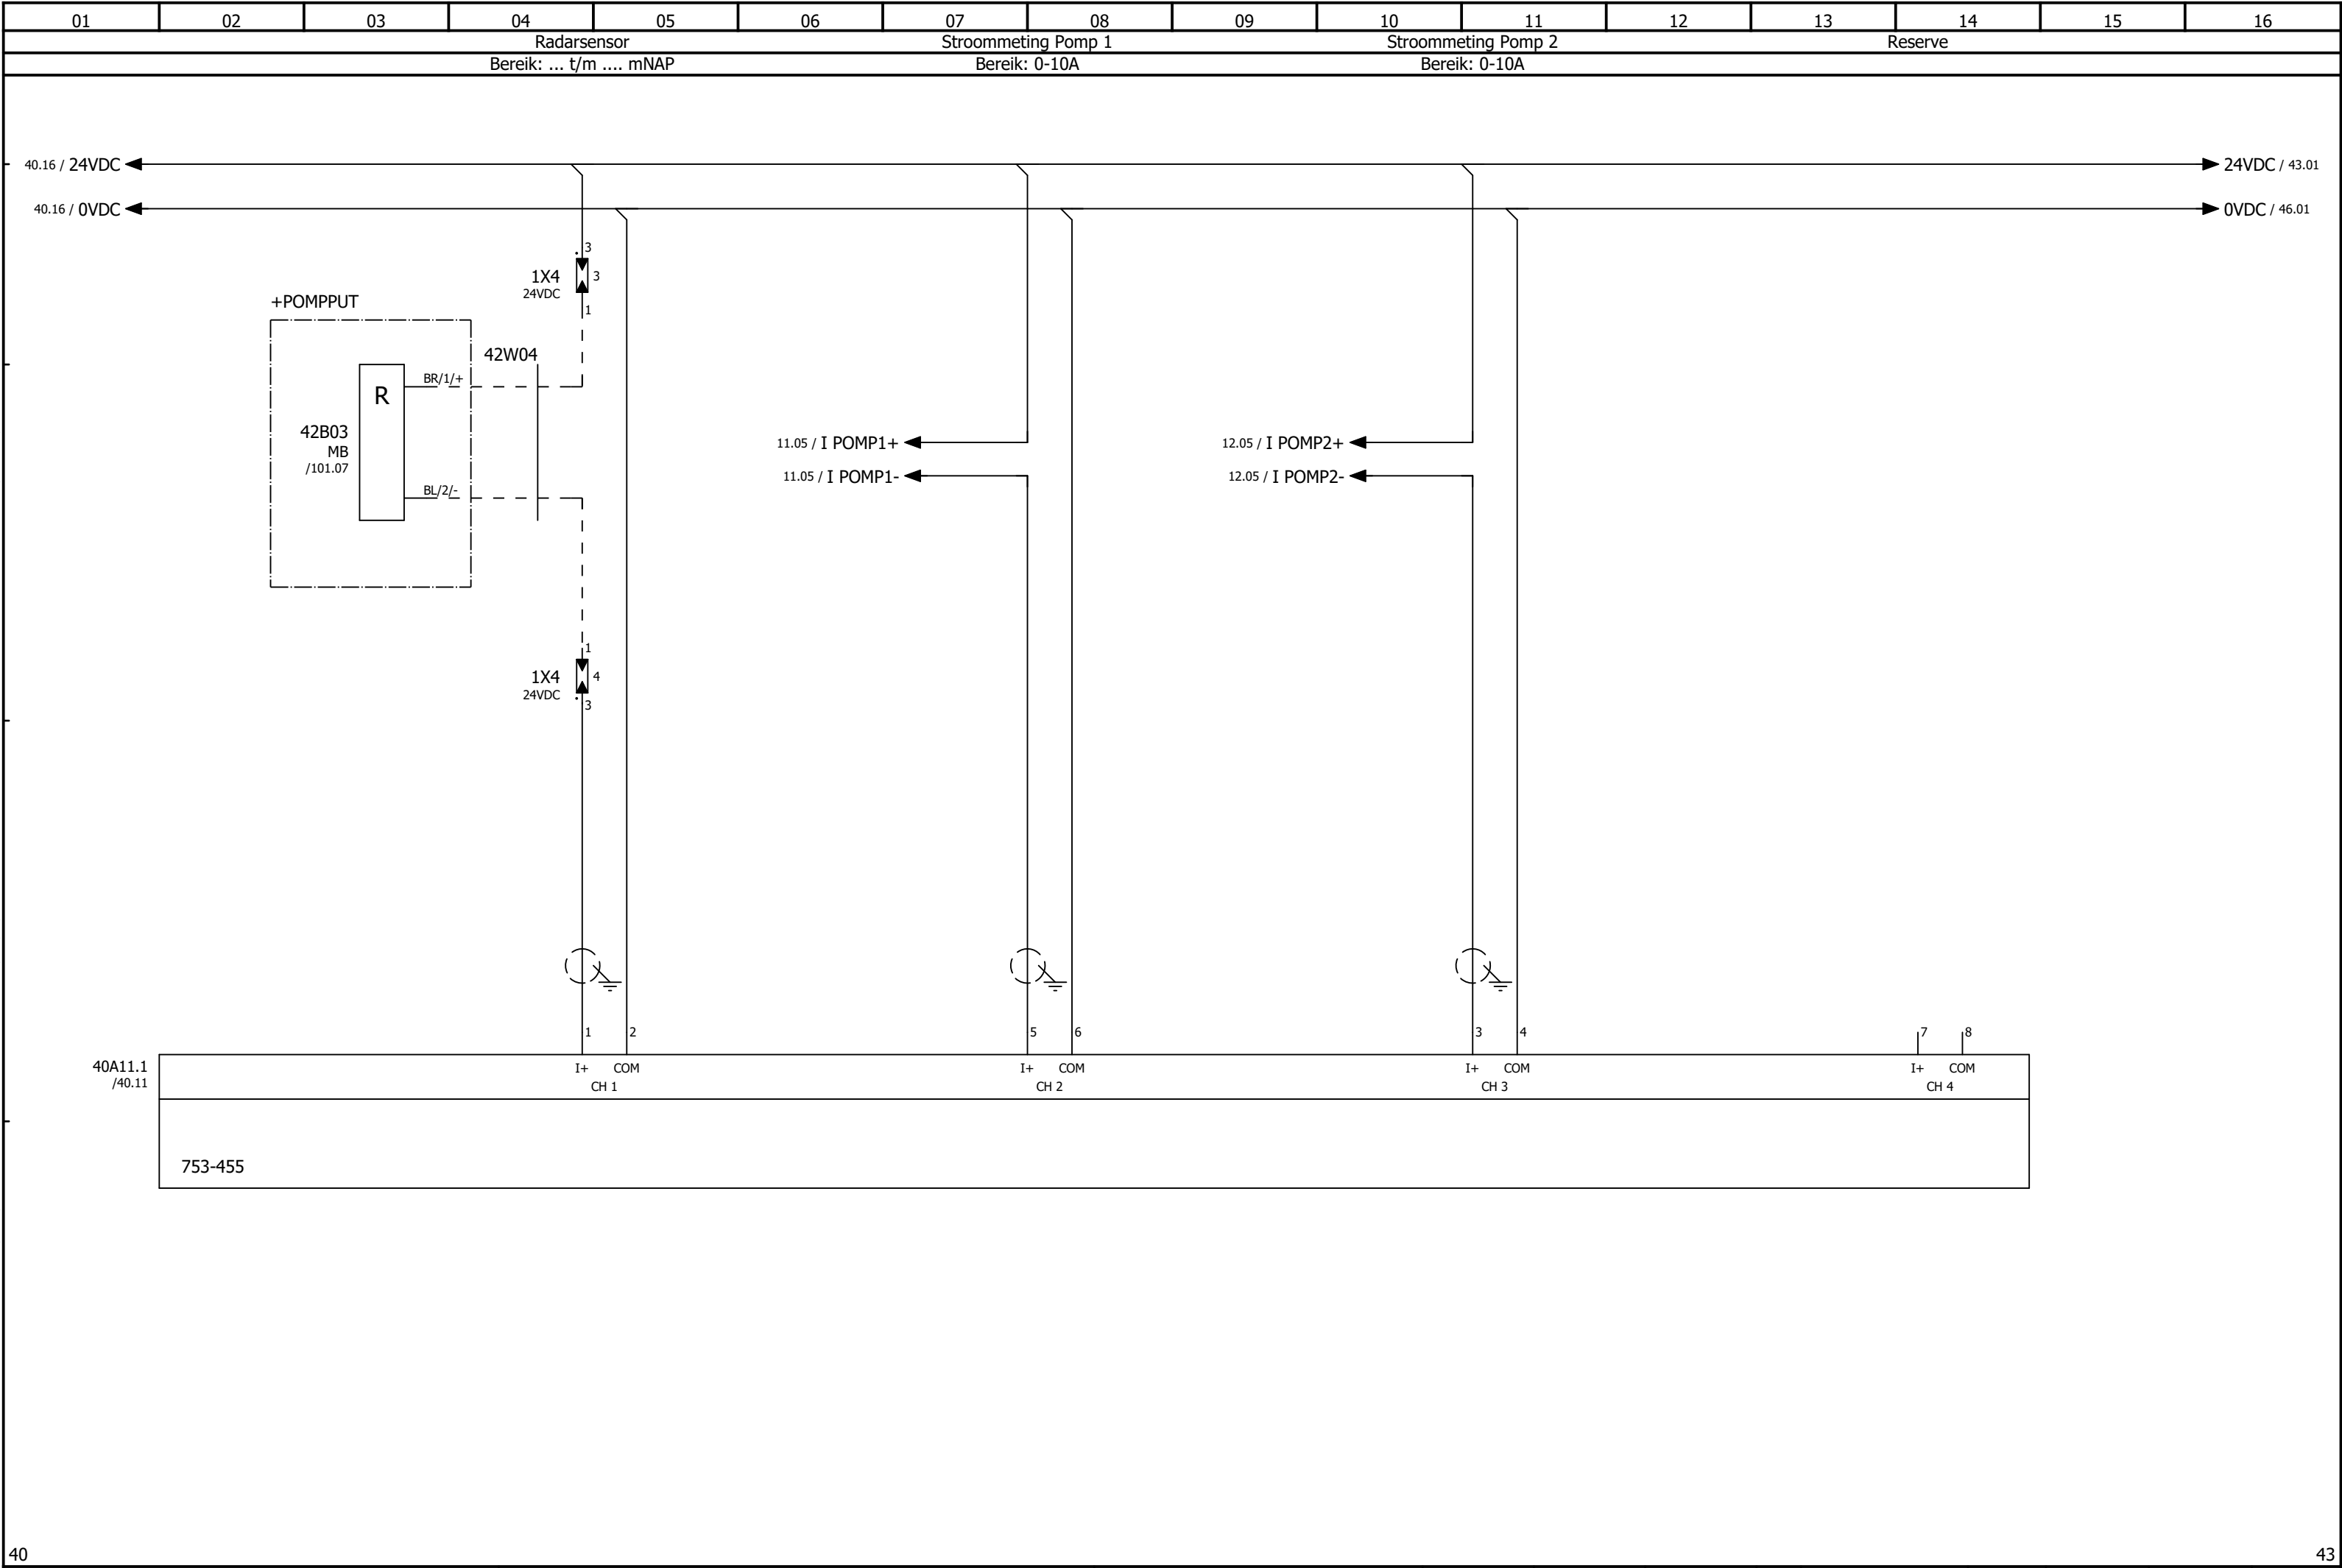 01 02 03 04 05 06 07 08 09 10 11 12 13 14 15 16
Radarsensor Stroommeting Pomp 1 Stroommeting Pomp 2 Reserve
Bereik: ... t/m .... mNAP Bereik: 0-10A Bereik: 0-10A
40.16 / 24VDC 24VDC / 43.01
40.16 / 0VDC 0VDC / 46.01
3
1X4 3
24VDC
1
+POMPPUT
42W04
BR/1/+
R
42B03
MB
/101.07
BL/2/-
11.05 / I POMP1+ 12.05 / I POMP2+
11.05 / I POMP1- 12.05 / I POMP2-
1
1X4 4
24VDC
3
1 2 5 6 3 4 7 8
40A11.1
/40.11
I+ COM I+ COM I+ COM I+ COM
CH 1 CH 2 CH 3 CH 4
753-455
40 43